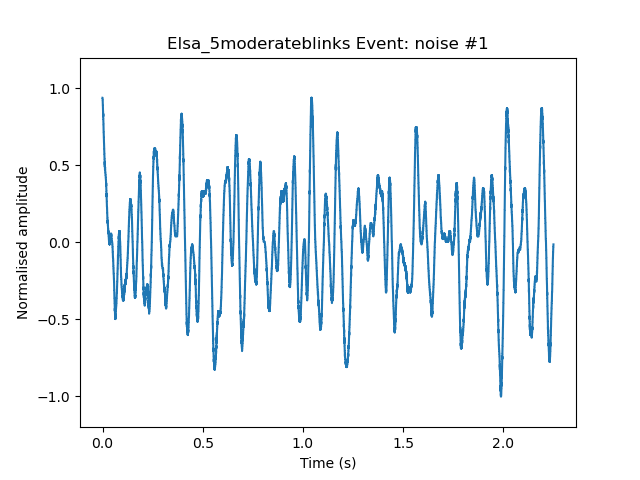 Elsa_5moderateblinks Event: noise #1
1.0
0.5
0.0
−0.5
−1.0
Normalised amplitude
0.0 0.5 1.0 1.5 2.0
Time (s)